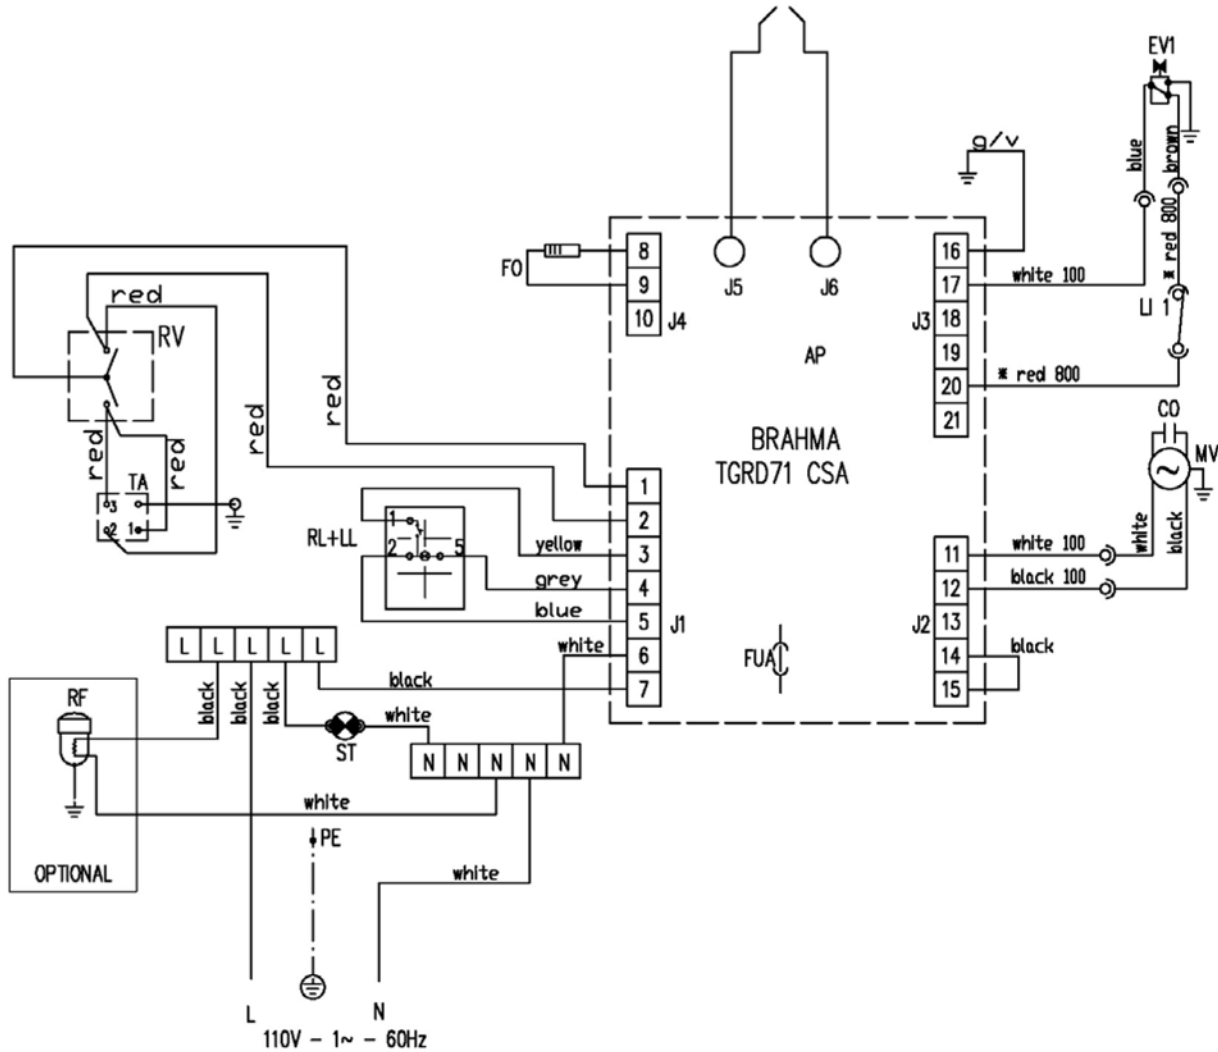 EV1
g/v
blue
brown
* red 800
8
J5
J6
16
FO
9
17
white 100
LI 1
red
10
J4
J3
18
RV
AP
19
20
* red 800
21
CO
red
red
BRAHMA
TGRD71 CSA
MV
red
red
TA
1
3
2
1
2
RL+LL
1
2
5
yellow
3
11
white 100
white
black
grey
4
12
black 100
blue
5
J1
J2
13
white
6
FUA
14
black
L
L
L
L
L
black
7
15
black
black
black
RF
white
ST
N
N
N
N
N
white
PE
OPTIONAL
white
L
N
110V - 1~ - 60Hz